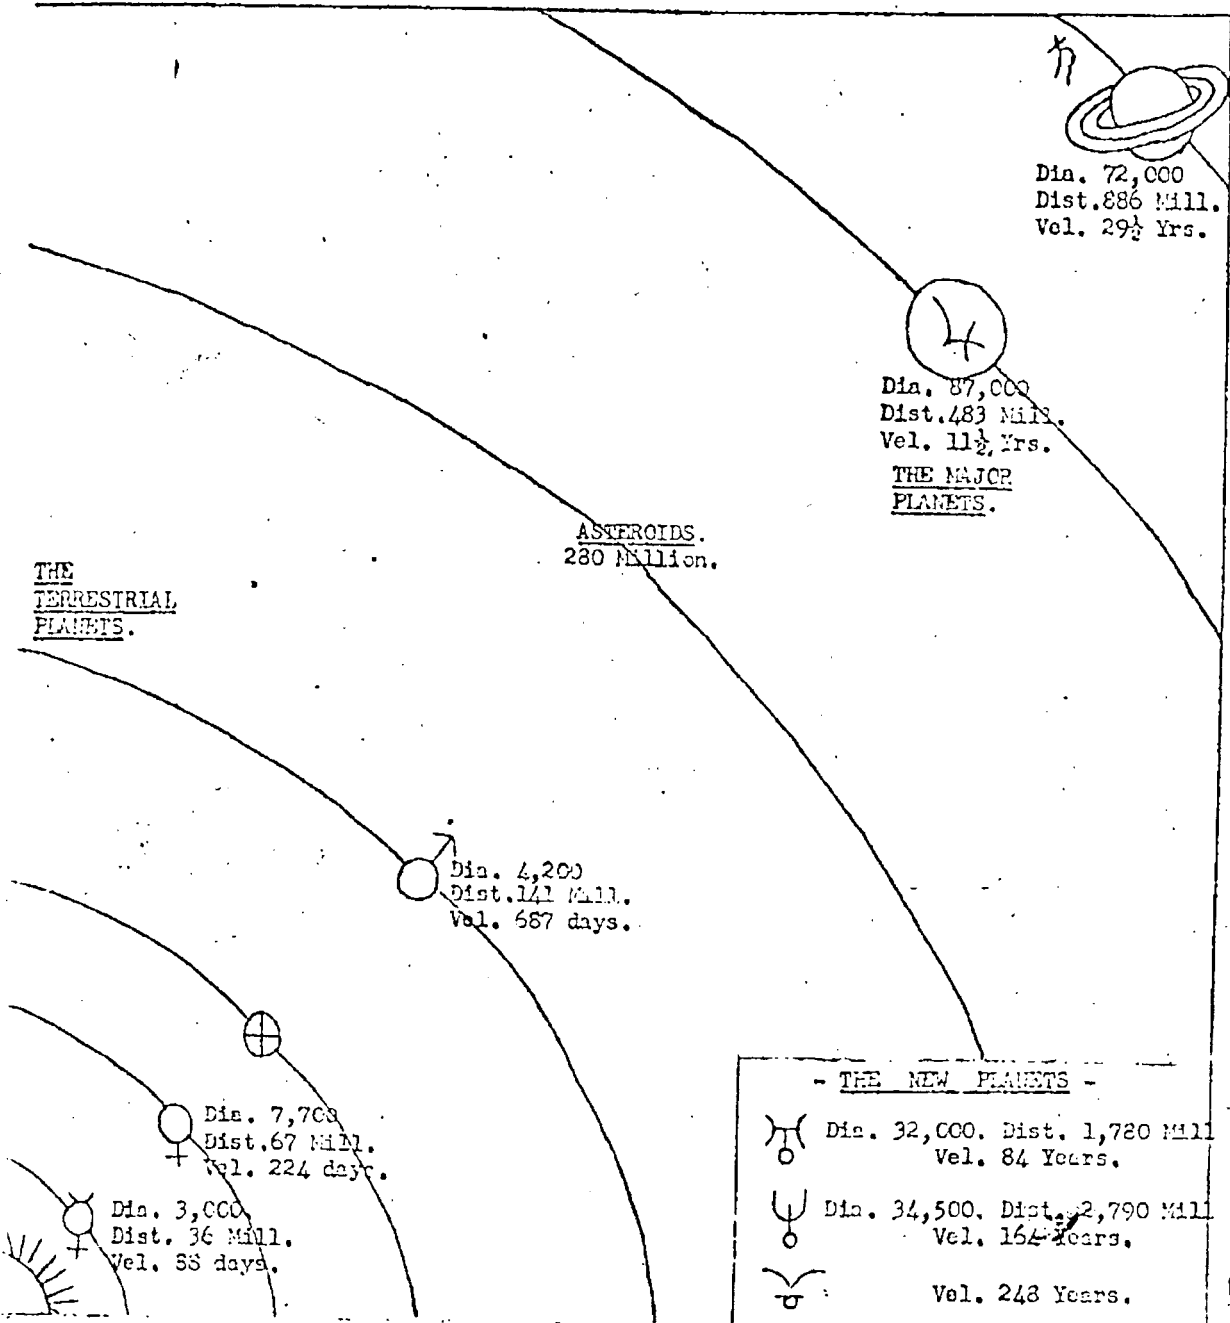 Dia. 72,000
Dist.886 Mill.
Vel. 29½ Yrs.
Dia. 87,000
Dist.483 Mill.
Vel. 11½ Yrs.
THE MAJOR
PLANETS.
ASTEROIDS.
280 Million.
THE
TERRESTRIAL
PLANETS.
Dia. 4,200
Dist.141 Mill.
Vel. 687 days.
Dia. 7,700
Dist.67 Mill.
Vel. 224 days.
Dia. 3,000
Dist. 36 Mill.
Vel. 88 days.
- THE NEW PLANETS -
Dia. 32,000. Dist. 1,780 Mill
Vel. 84 Years.
Dia. 34,500. Dist. 2,790 Mill
Vel. 164 Years.
Vel. 248 Years.